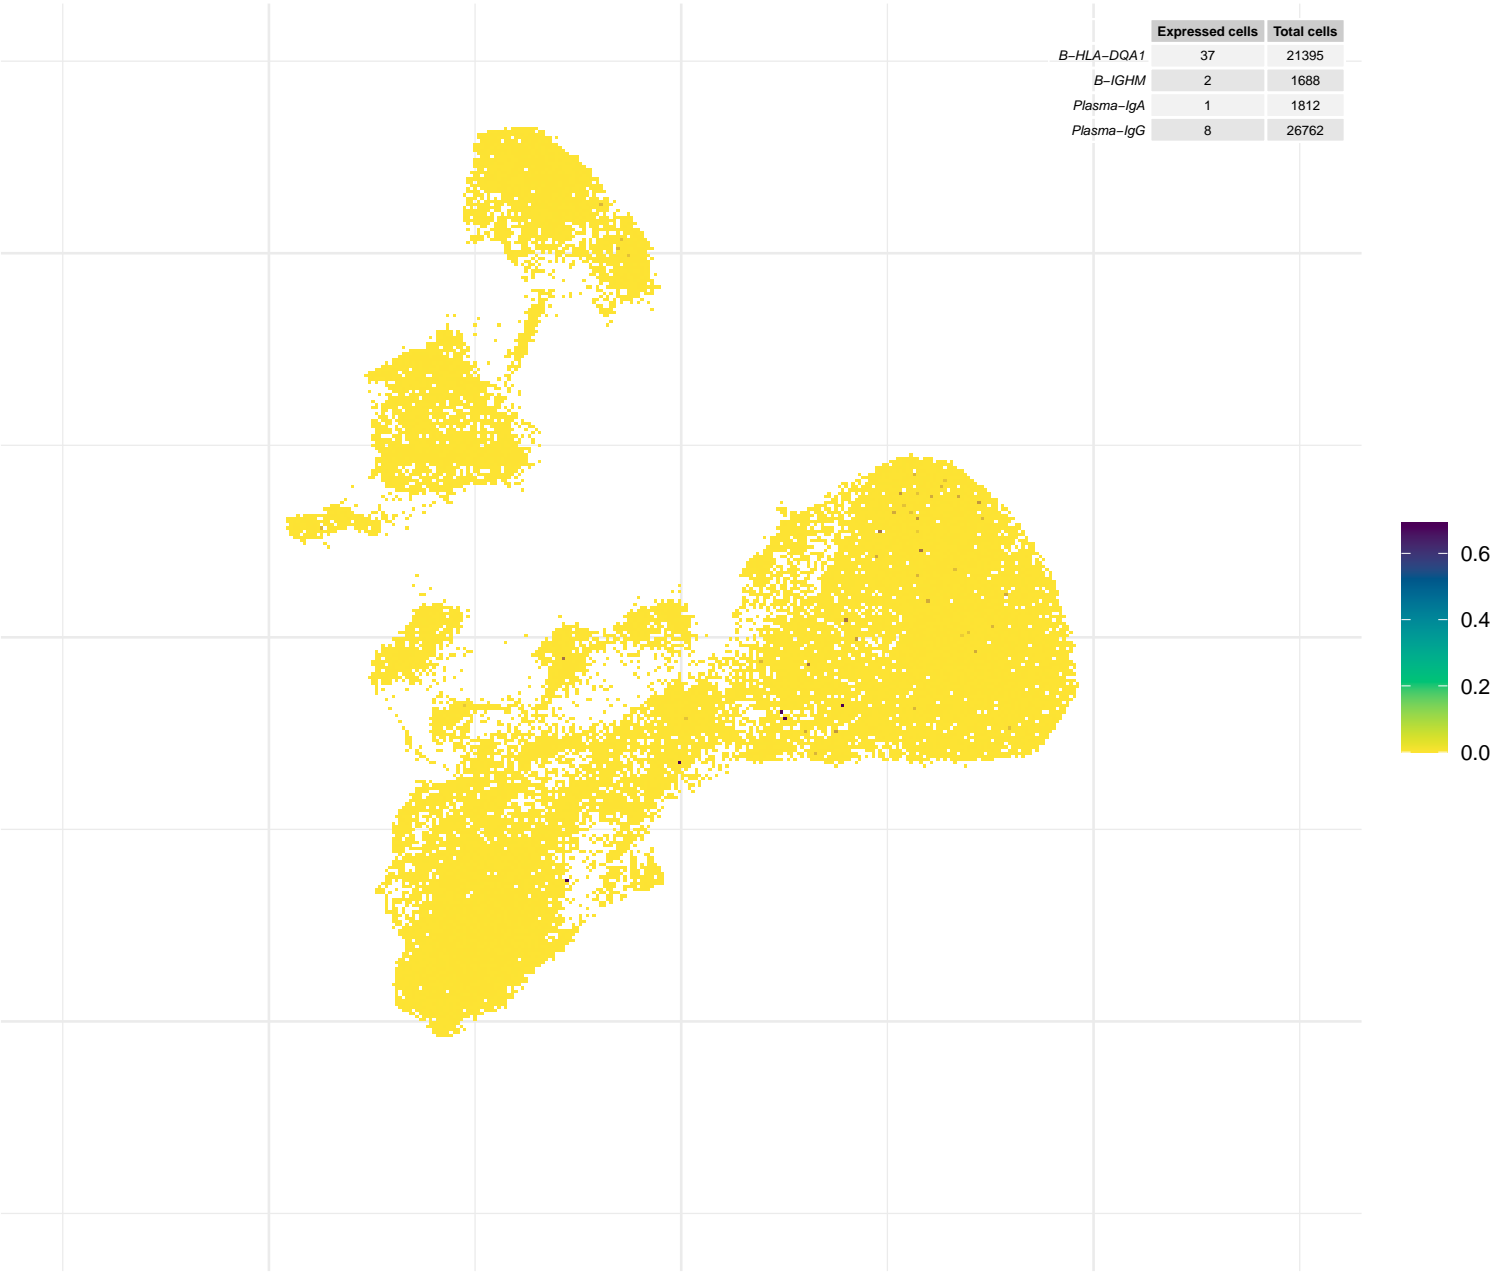 Expressed cells Total cells
B−HLA−DQA1 37 21395
B−IGHM 2 1688
Plasma−IgA 1 1812
Plasma−IgG 8 26762
0.6
0.4
0.2
0.0